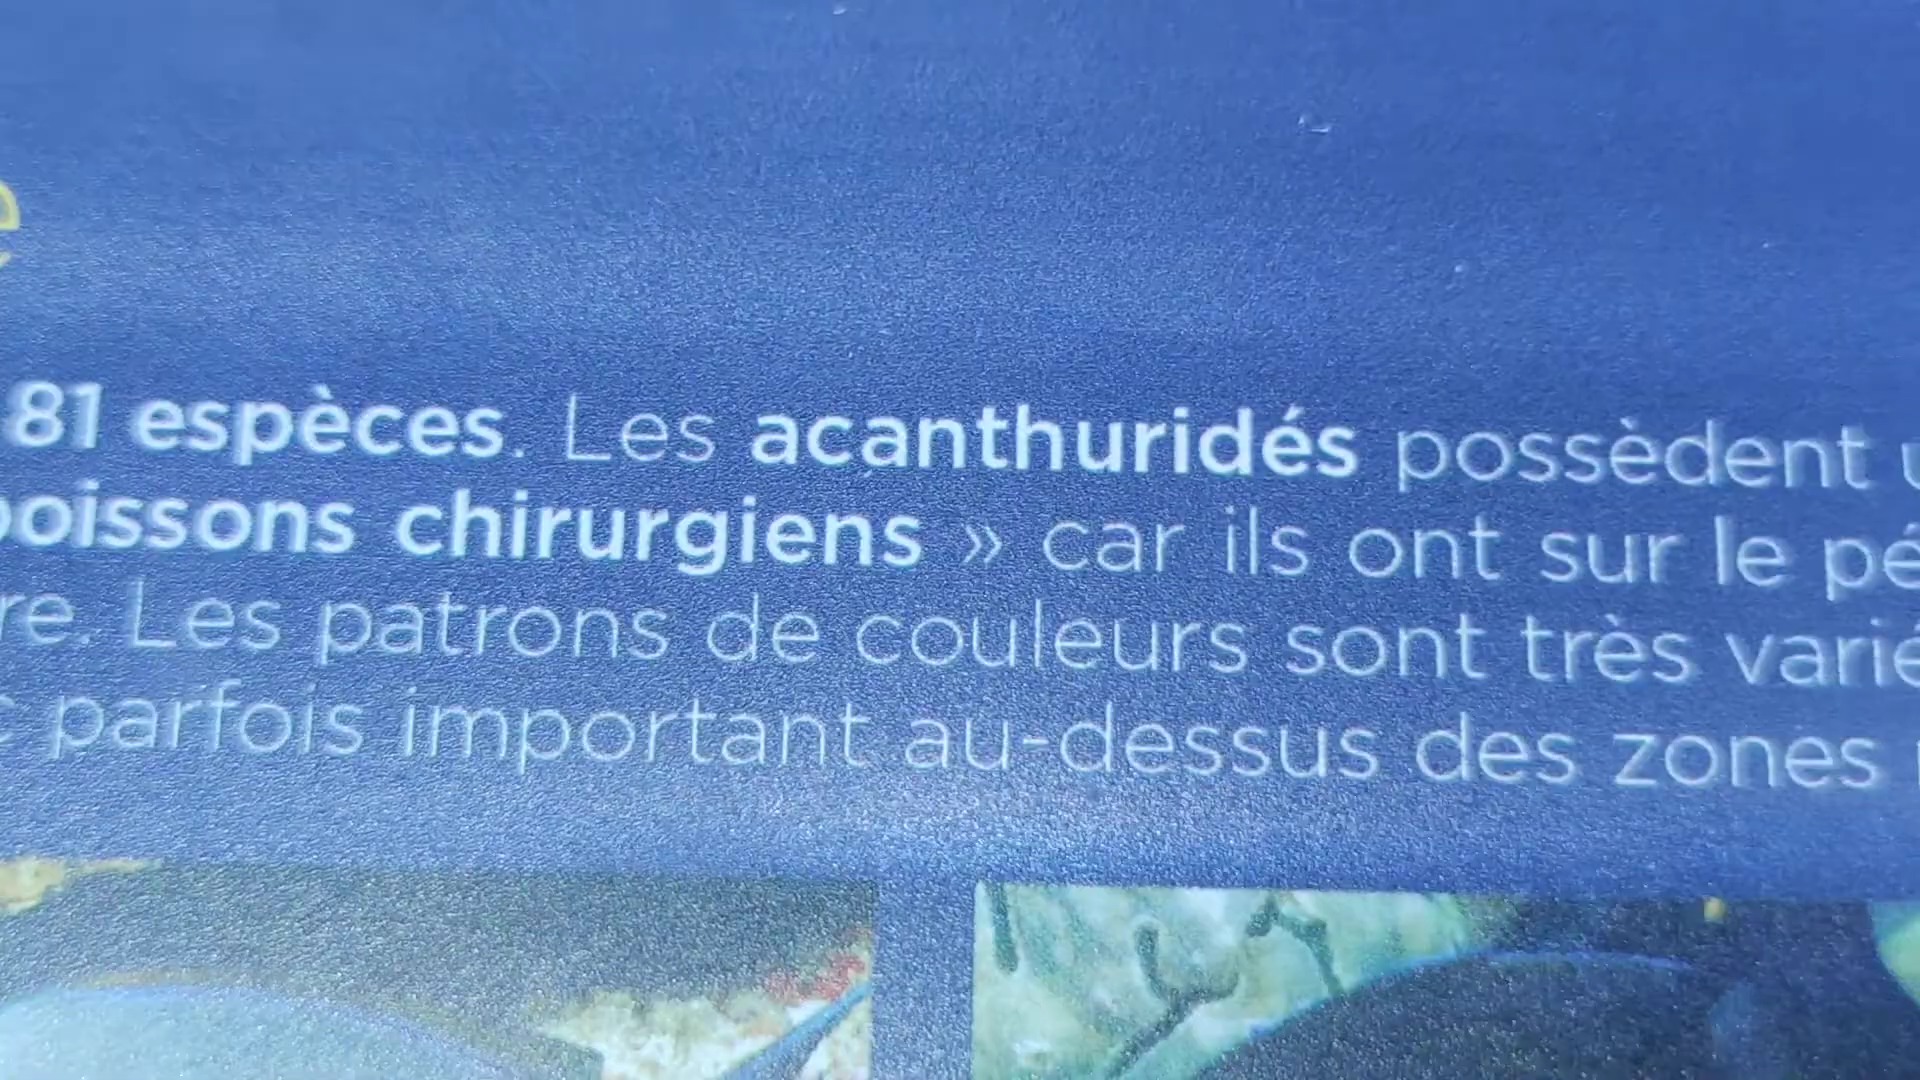 81 espèces. Les acanthuridés possèdent
poissons chirurgiens » car ils ont sur le
Les patrons de couleurs sont très
parfois important au-dessus des zones